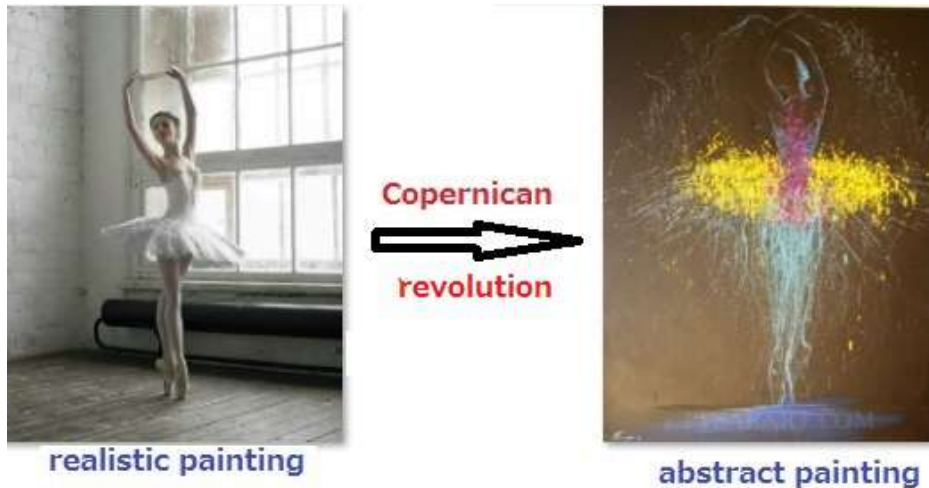 Copernican
revolution
realistic painting
abstract painting